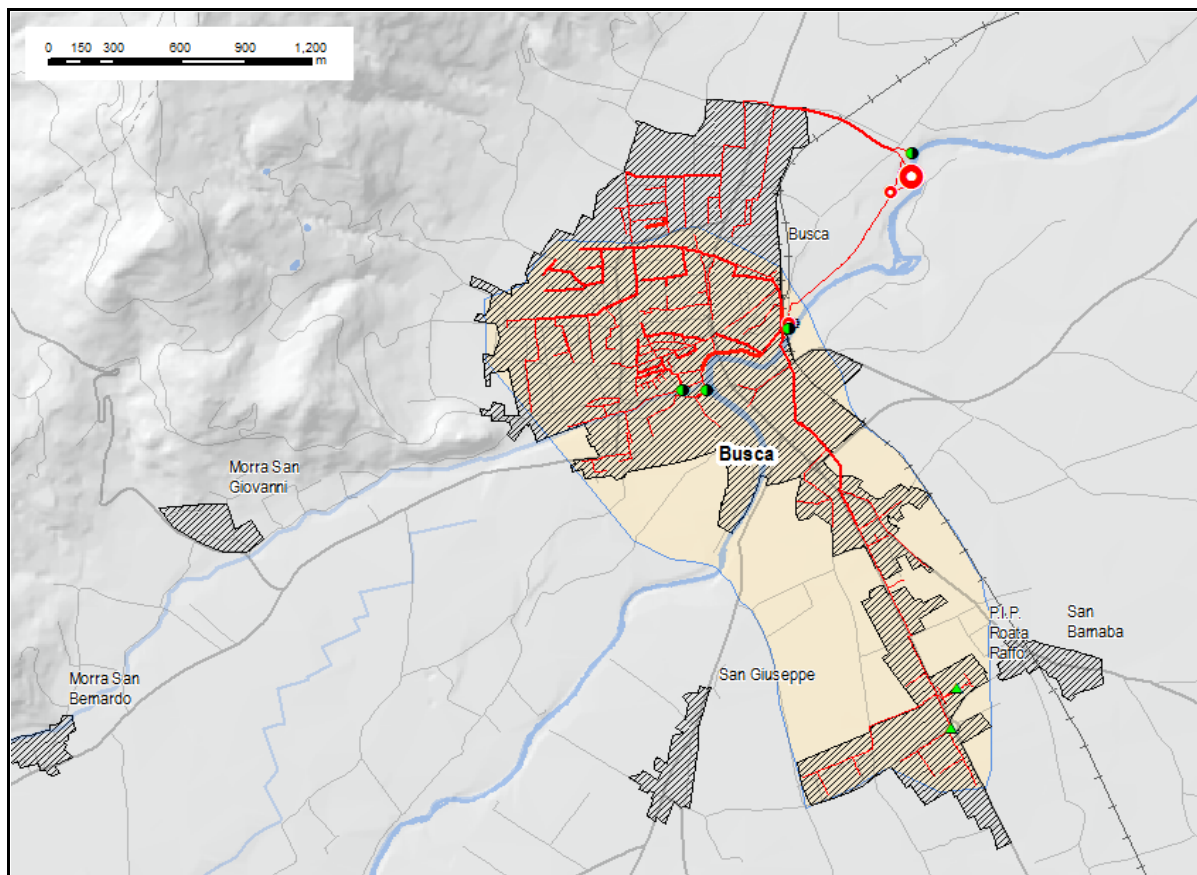 0 150 300 600 900 1,200
m
Busca
Busca
Morra San
Giovanni
P.I.P.
Roata
Raffo
San
Barnaba
San Giuseppe
Morra San
Bernardo